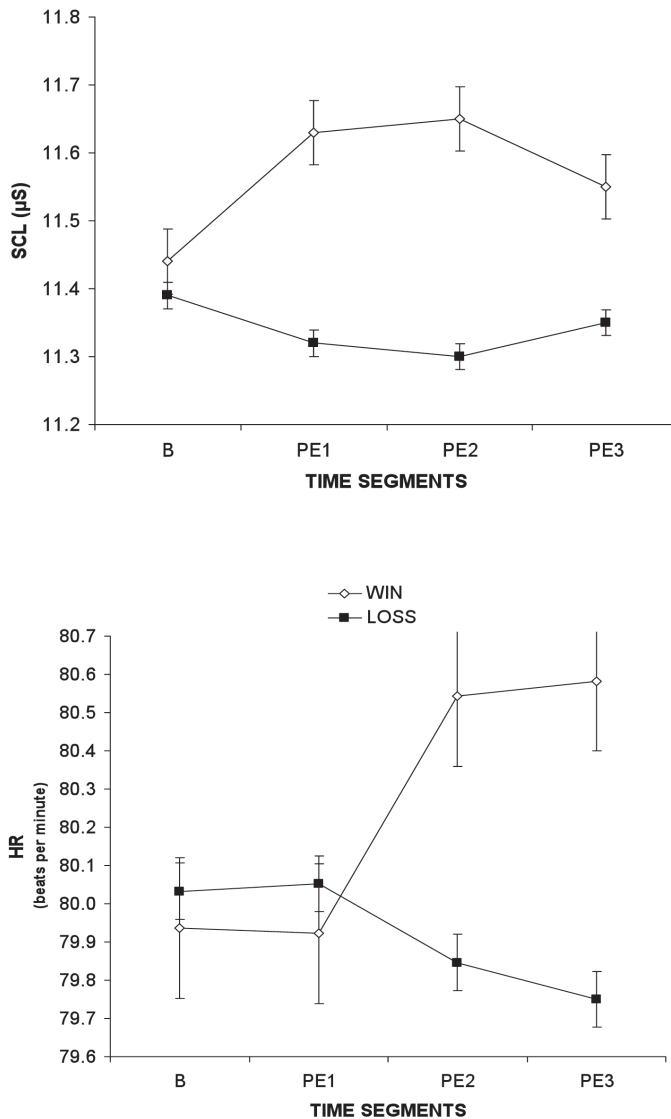 11.8
11.7
11.6
11.5
11.4
11.3
11.2
SCL (µS)
B PE1 PE2 PE3
TIME SEGMENTS
WIN
LOSS
80.7
80.6
80.5
80.4
80.3
80.2
80.1
80.0
79.9
79.8
79.7
79.6
HR
(beats per minute)
B PE1 PE2 PE3
TIME SEGMENTS